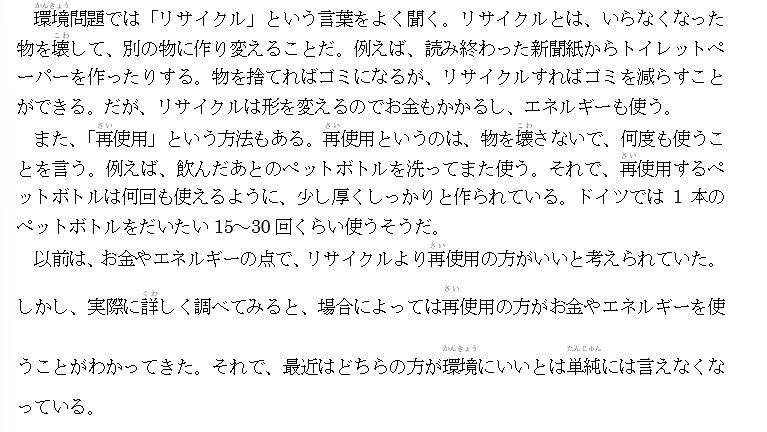 環境問題では「リサイクル」という言葉をよく聞く。リサイクルとは、いらなくなった
物を壊して、別の物に作り変えることだ。例えば、読み終わった新聞紙からトイレットペ
ーパーを作ったりする。物を捨てればゴミになるが、リサイクルすればゴミを減らすこと
ができる。だが、リサイクルは形を変えるのでお金もかかるし、エネルギーも使う。
また、「再使用」という方法もある。再使用というのは、物を壊さないで、何度も使うこ
とを言う。例えば、飲んだあとのペットボトルを洗ってまた使う。それで、再使用するペ
ットボトルは何回も使えるように、少し厚くしっかりと作られている。ドイツでは 1 本の
ペットボトルをだいたい 15～30 回くらい使うそうだ。
以前は、お金やエネルギーの点で、リサイクルより再使用の方がいいと考えられていた。
しかし、実際に詳しく調べてみると、場合によっては再使用の方がお金やエネルギーを使
うことがわかってきた。それで、最近はどちらの方が環境にいいとは単純には言えなくな
っている。